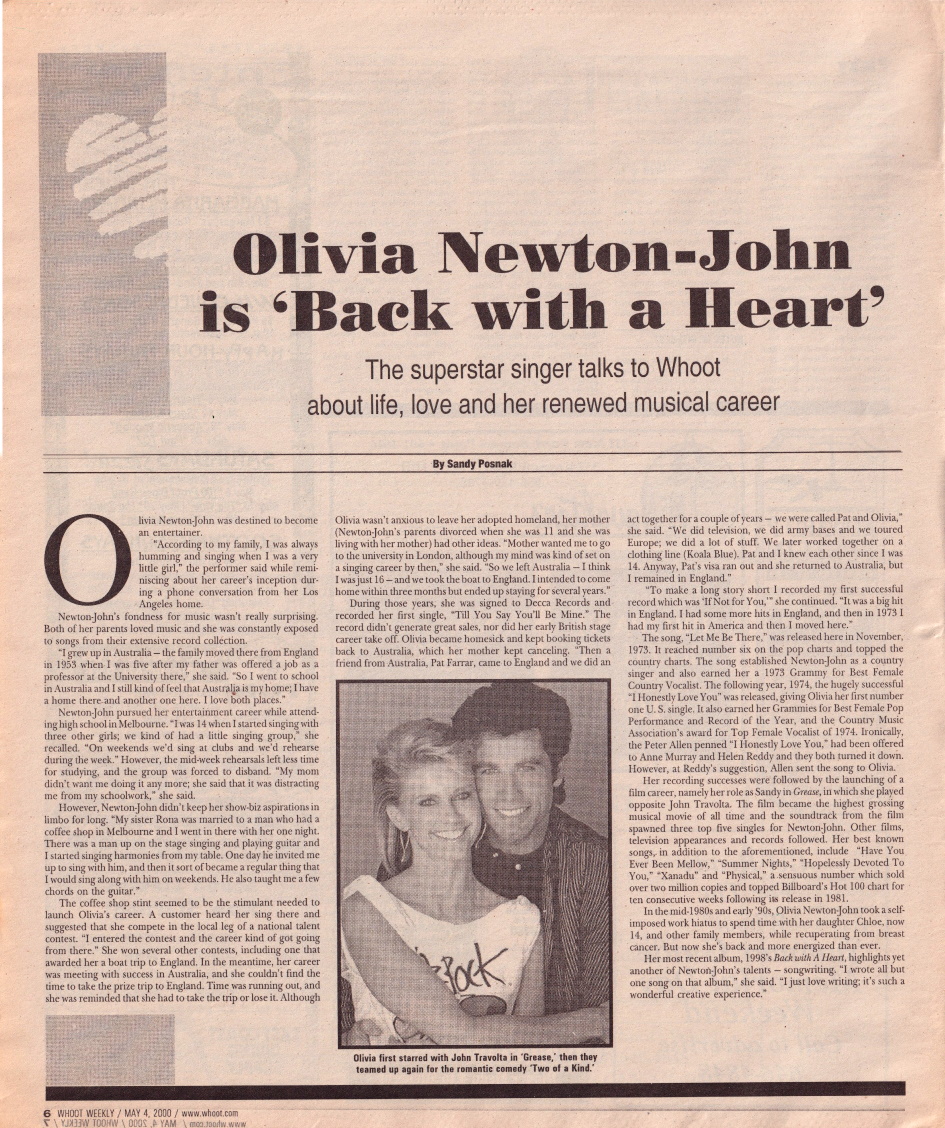 Olivia Newton-John
is ‘Back with a Heart’
The superstar singer talks to Whoot
about life, love and her renewed musical career
By Sandy Posnak
Olivia Newton-John was destined to become
an entertainer.
“According to my family, I was always
humming and singing when I was a very
little girl,” the performer said while remi-
niscing about her career’s inception dur-
ing a phone conversation from her Los
Angeles home.
Newton-John’s fondness for music wasn’t really surprising.
Both of her parents loved music and she was constantly exposed
to songs from their extensive record collection.
“I grew up in Australia – the family moved there from England
in 1953 when I was five after my father was offered a job as a
professor at the University there,” she said. “So I went to school
in Australia and I still kind of feel that Australia is my home; I have
a home there and another one here. I love both places.”
Newton-John pursued her entertainment career while attend-
ing high school in Melbourne. “I was 14 when I started singing with
three other girls; we kind of had a little singing group,” she
recalled. “On weekends we’d sing at clubs and we’d rehearse
during the week.” However, the mid-week rehearsals left less time
for studying, and the group was forced to disband. “My mom
didn’t want me doing it any more; she said that it was distracting
me from my schoolwork,” she said.
However, Newton-John didn’t keep her show-biz aspirations in
limbo for long. “My sister Rona was married to a man who had a
coffee shop in Melbourne and I went in there with her one night.
There was a man up on the stage singing and playing guitar and
I started singing harmonies from my table. One day he invited me
up to sing with him, and then it sort of became a regular thing that
I would sing along with him on weekends. He also taught me a few
chords on the guitar.”
The coffee shop stint seemed to be the stimulant needed to
launch Olivia’s career. A customer heard her sing there and
suggested that she compete in the local leg of a national talent
contest. “I entered the contest and the career kind of got going
from there.” She won several other contests, including one that
awarded her a boat trip to England. In the meantime, her career
was meeting with success in Australia, and she couldn’t find the
time to take the prize trip to England. Time was running out, and
she was reminded that she had to take the trip or lose it. Although
Olivia wasn’t anxious to leave her adopted homeland, her mother
(Newton-John’s parents divorced when she was 11 and she was
living with her mother) had other ideas. “Mother wanted me to go
to the university in London, although my mind was kind of set on
a singing career by then,” she said. “So we left Australia – I think
I was just 16 – and we took the boat to England. I intended to come
home within three months but ended up staying for several years.”
During those years, she was signed to Decca Records and
recorded her first single, “Till You Say You’ll Be Mine.” The
record didn’t generate great sales, nor did her early British stage
career take off. Olivia became homesick and kept booking tickets
back to Australia, which her mother kept canceling. “Then a
friend from Australia, Pat Farrar, came to England and we did an
Olivia first starred with John Travolta in ‘Grease,’ then they
teamed up again for the romantic comedy ‘Two of a Kind.’
act together for a couple of years – we were called Pat and Olivia,”
she said. “We did television, we did army bases and we toured
Europe; we did a lot of stuff. We later worked together on a
clothing line (Koala Blue). Pat and I knew each other since I was
14. Anyway, Pat’s visa ran out and she returned to Australia, but
I remained in England.”
“To make a long story short I recorded my first successful
record which was ‘If Not for You,’” she continued. “It was a big hit
in England. I had some more hits in England, and then in 1973 I
had my first hit in America and then I moved here.”
The song, “Let Me Be There,” was released here in November,
1973. It reached number six on the pop charts and topped the
country charts. The song established Newton-John as a country
singer and also earned her a 1973 Grammy for Best Female
Country Vocalist. The following year, 1974, the hugely successful
“I Honestly Love You” was released, giving Olivia her first number
one U. S. single. It also earned her Grammies for Best Female Pop
Performance and Record of the Year, and the Country Music
Association’s award for Top Female Vocalist of 1974. Ironically,
the Peter Allen penned “I Honestly Love You,” had been offered
to Anne Murray and Helen Reddy and they both turned it down.
However, at Reddy’s suggestion, Allen sent the song to Olivia.
Her recording successes were followed by the launching of a
film career, namely her role as Sandy in Grease, in which she played
opposite John Travolta. The film became the highest grossing
musical movie of all time and the soundtrack from the film
spawned three top five singles for Newton-John. Other films,
television appearances and records followed. Her best known
songs, in addition to the aforementioned, include “Have You
Ever Been Mellow,” “Summer Nights,” “Hopelessly Devoted To
You,” “Xanadu” and “Physical,” a sensuous number which sold
over two million copies and topped Billboard’s Hot 100 chart for
ten consecutive weeks following its release in 1981.
In the mid-1980s and early ’90s, Olivia Newton-John took a self-
imposed work hiatus to spend time with her daughter Chloe, now
14, and other family members, while recuperating from breast
cancer. But now she’s back and more energized than ever.
Her most recent album, 1998’s Back with A Heart, highlights yet
another of Newton-John’s talents – songwriting. “I wrote all but
one song on that album,” she said. “I just love writing; it’s such a
wonderful creative experience.”
6 WHOOT WEEKLY / MAY 4, 2000 / www.whoot.com